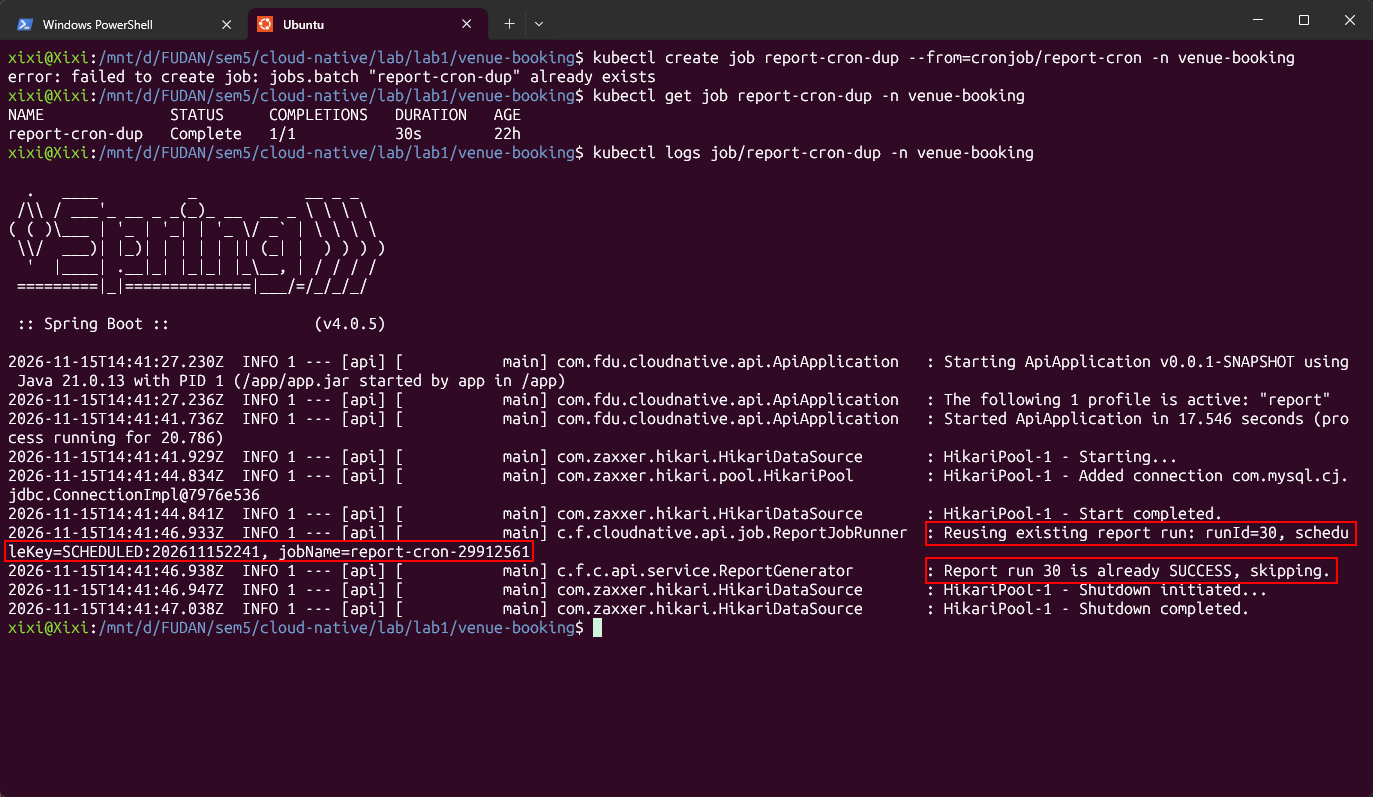 Windows PowerShell
Ubuntu
xixi@Xixi:/mnt/d/FUDAN/sem5/cloud-native/lab/lab1/venue-booking$ kubectl create job report-cron-dup --from=cronjob/report-cron -n venue-booking
error: failed to create job: jobs.batch "report-cron-dup" already exists
xixi@Xixi:/mnt/d/FUDAN/sem5/cloud-native/lab/lab1/venue-booking$ kubectl get job report-cron-dup -n venue-booking
NAME              STATUS     COMPLETIONS   DURATION   AGE
report-cron-dup   Complete   1/1           30s        22h
xixi@Xixi:/mnt/d/FUDAN/sem5/cloud-native/lab/lab1/venue-booking$ kubectl logs job/report-cron-dup -n venue-booking

  .   ____          _            __ _ _
 /\\ / ___'_ __ _ _(_)_ __  __ _ \ \ \ \
( ( )\___ | '_ | '_| | '_ \/ _` | \ \ \ \
 \\/  ___)| |_)| | | | | || (_| |  ) ) ) )
  '  |____| .__|_| |_|_| |_\__, | / / / /
 =========|_|==============|___/=/_/_/_/

 :: Spring Boot ::                (v4.0.5)

2026-11-15T14:41:27.230Z  INFO 1 --- [api] [           main] com.fdu.cloudnative.api.ApiApplication   : Starting ApiApplication v0.0.1-SNAPSHOT using
 Java 21.0.13 with PID 1 (/app/app.jar started by app in /app)
2026-11-15T14:41:27.236Z  INFO 1 --- [api] [           main] com.fdu.cloudnative.api.ApiApplication   : The following 1 profile is active: "report"
2026-11-15T14:41:41.736Z  INFO 1 --- [api] [           main] com.fdu.cloudnative.api.ApiApplication   : Started ApiApplication in 17.546 seconds (pro
cess running for 20.786)
2026-11-15T14:41:41.929Z  INFO 1 --- [api] [           main] com.zaxxer.hikari.HikariDataSource       : HikariPool-1 - Starting...
2026-11-15T14:41:44.834Z  INFO 1 --- [api] [           main] com.zaxxer.hikari.pool.HikariPool        : HikariPool-1 - Added connection com.mysql.cj.
jdbc.ConnectionImpl@7976e536
2026-11-15T14:41:44.841Z  INFO 1 --- [api] [           main] com.zaxxer.hikari.HikariDataSource       : HikariPool-1 - Start completed.
2026-11-15T14:41:46.933Z  INFO 1 --- [api] [           main] c.f.cloudnative.api.job.ReportJobRunner  : Reusing existing report run: runId=30, schedu
leKey=SCHEDULED:202611152241, jobName=report-cron-29912561
2026-11-15T14:41:46.938Z  INFO 1 --- [api] [           main] c.f.c.api.service.ReportGenerator        : Report run 30 is already SUCCESS, skipping.
2026-11-15T14:41:46.947Z  INFO 1 --- [api] [           main] com.zaxxer.hikari.HikariDataSource       : HikariPool-1 - Shutdown initiated...
2026-11-15T14:41:47.038Z  INFO 1 --- [api] [           main] com.zaxxer.hikari.HikariDataSource       : HikariPool-1 - Shutdown completed.
xixi@Xixi:/mnt/d/FUDAN/sem5/cloud-native/lab/lab1/venue-booking$